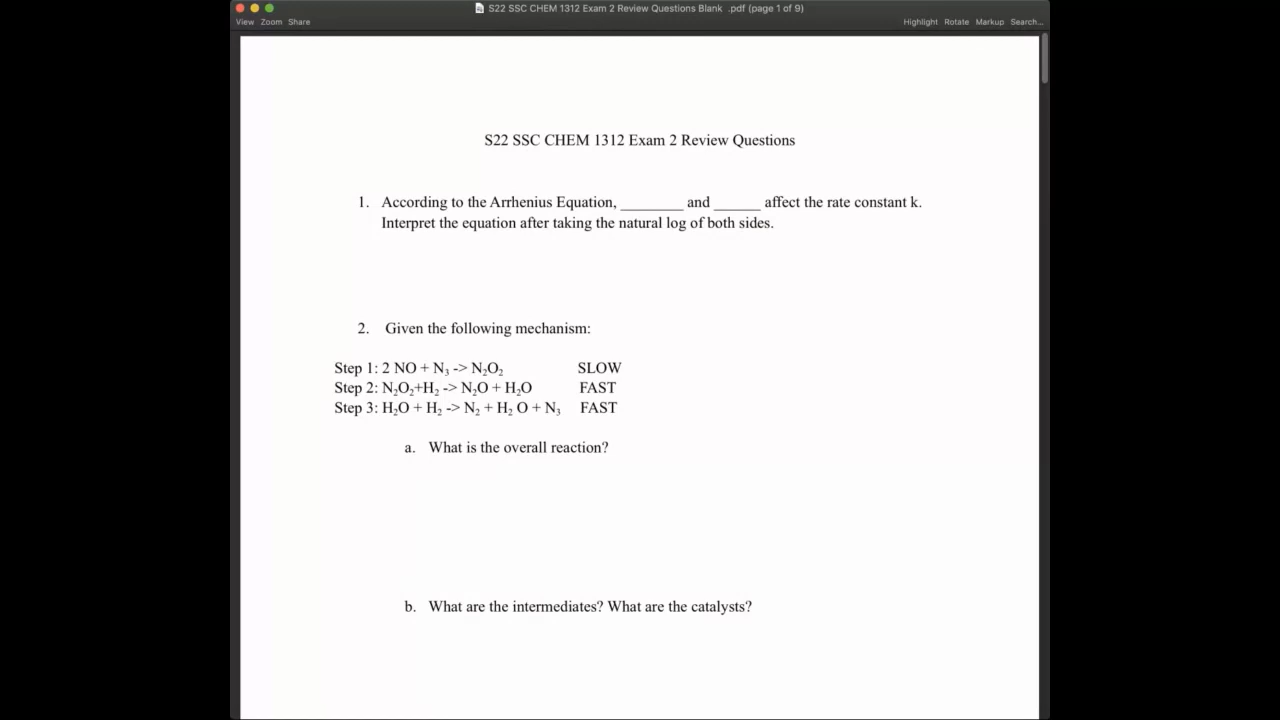 S22 SSC CHEM 1312 Exam 2 Review Questions Blank .pdf (page 1 of 9)
View Zoom Share Highlight Rotate Markup Search...
S22 SSC CHEM 1312 Exam 2 Review Questions
1. According to the Arrhenius Equation, ________ and ______ affect the rate constant k.
Interpret the equation after taking the natural log of both sides.
2. Given the following mechanism:
Step 1: 2 NO + N₃ -> N₂O₂ SLOW
Step 2: N₂O₂+H₂ -> N₂O + H₂O FAST
Step 3: H₂O + H₂ -> N₂ + H₂ O + N₃ FAST
a. What is the overall reaction?
b. What are the intermediates? What are the catalysts?